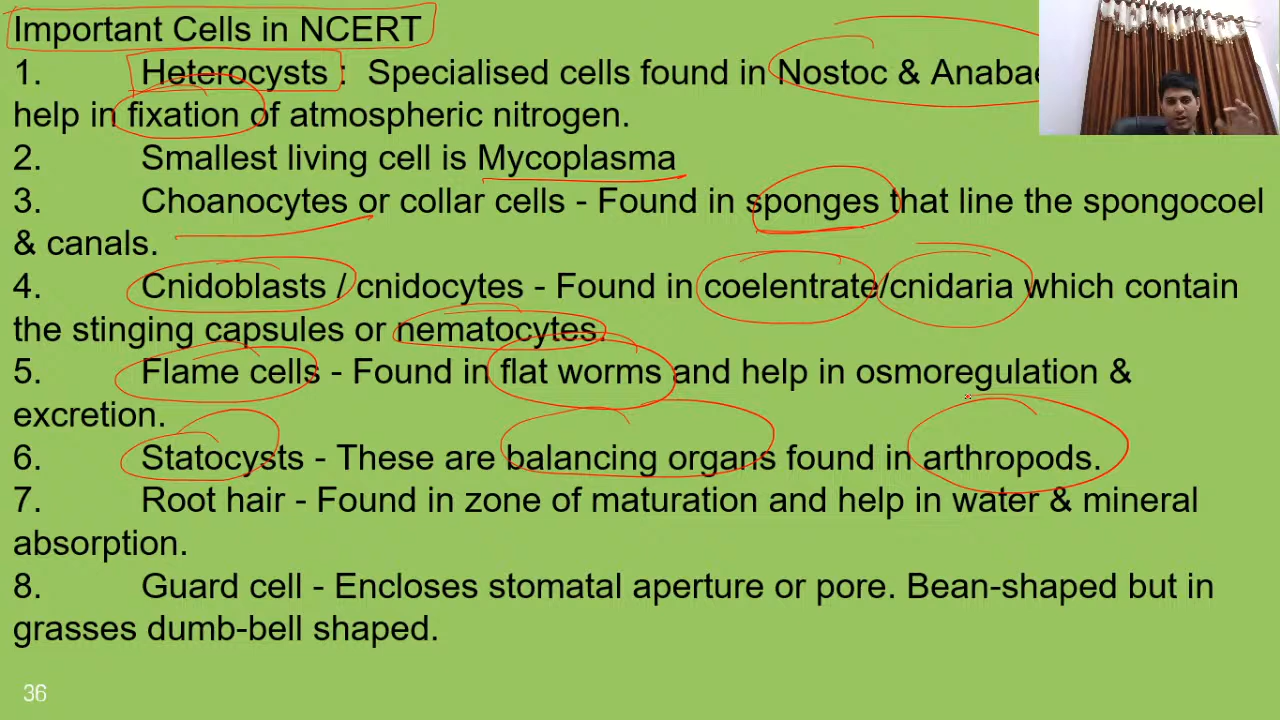 Important Cells in NCERT
1. Heterocysts : Specialised cells found in Nostoc &
help in fixation of atmospheric nitrogen.
2. Smallest living cell is Mycoplasma
3. Choanocytes or collar cells - Found in sponges that line the spongocoel
& canals.
4. Cnidoblasts / cnidocytes - Found in coelentrate/cnidaria which contain
the stinging capsules or nematocytes.
5. Flame cells - Found in flat worms and help in osmoregulation &
excretion.
6. Statocysts - These are balancing organs found in arthropods.
7. Root hair - Found in zone of maturation and help in water & mineral
absorption.
8. Guard cell - Encloses stomatal aperture or pore. Bean-shaped but in
grasses dumb-bell shaped.
36